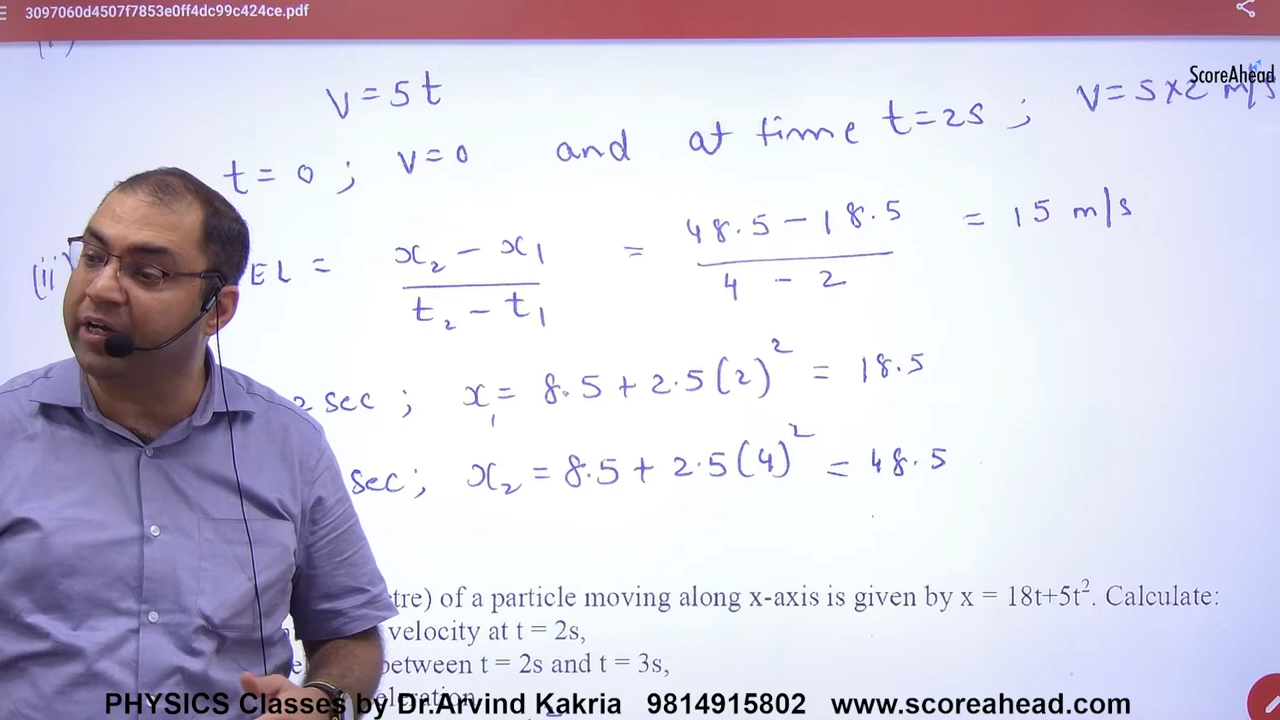 3097060d4507f7853e0ff4dc99c424ce.pdf
ScoreAhead
V = 5t
t = 0 ; V = 0 and at time t = 2s ; V = 5×2 m/s
(ii) EL = x₂ - x₁ / t₂ - t₁ = 48.5 - 18.5 / 4 - 2 = 15 m/s
2 sec ; x₁ = 8.5 + 2.5(2)² = 18.5
sec ; x₂ = 8.5 + 2.5(4)² = 48.5
tre) of a particle moving along x-axis is given by x = 18t+5t². Calculate:
velocity at t = 2s,
between t = 2s and t = 3s,
PHYSICS Classes by Dr.Arvind Kakria 9814915802 www.scoreahead.com